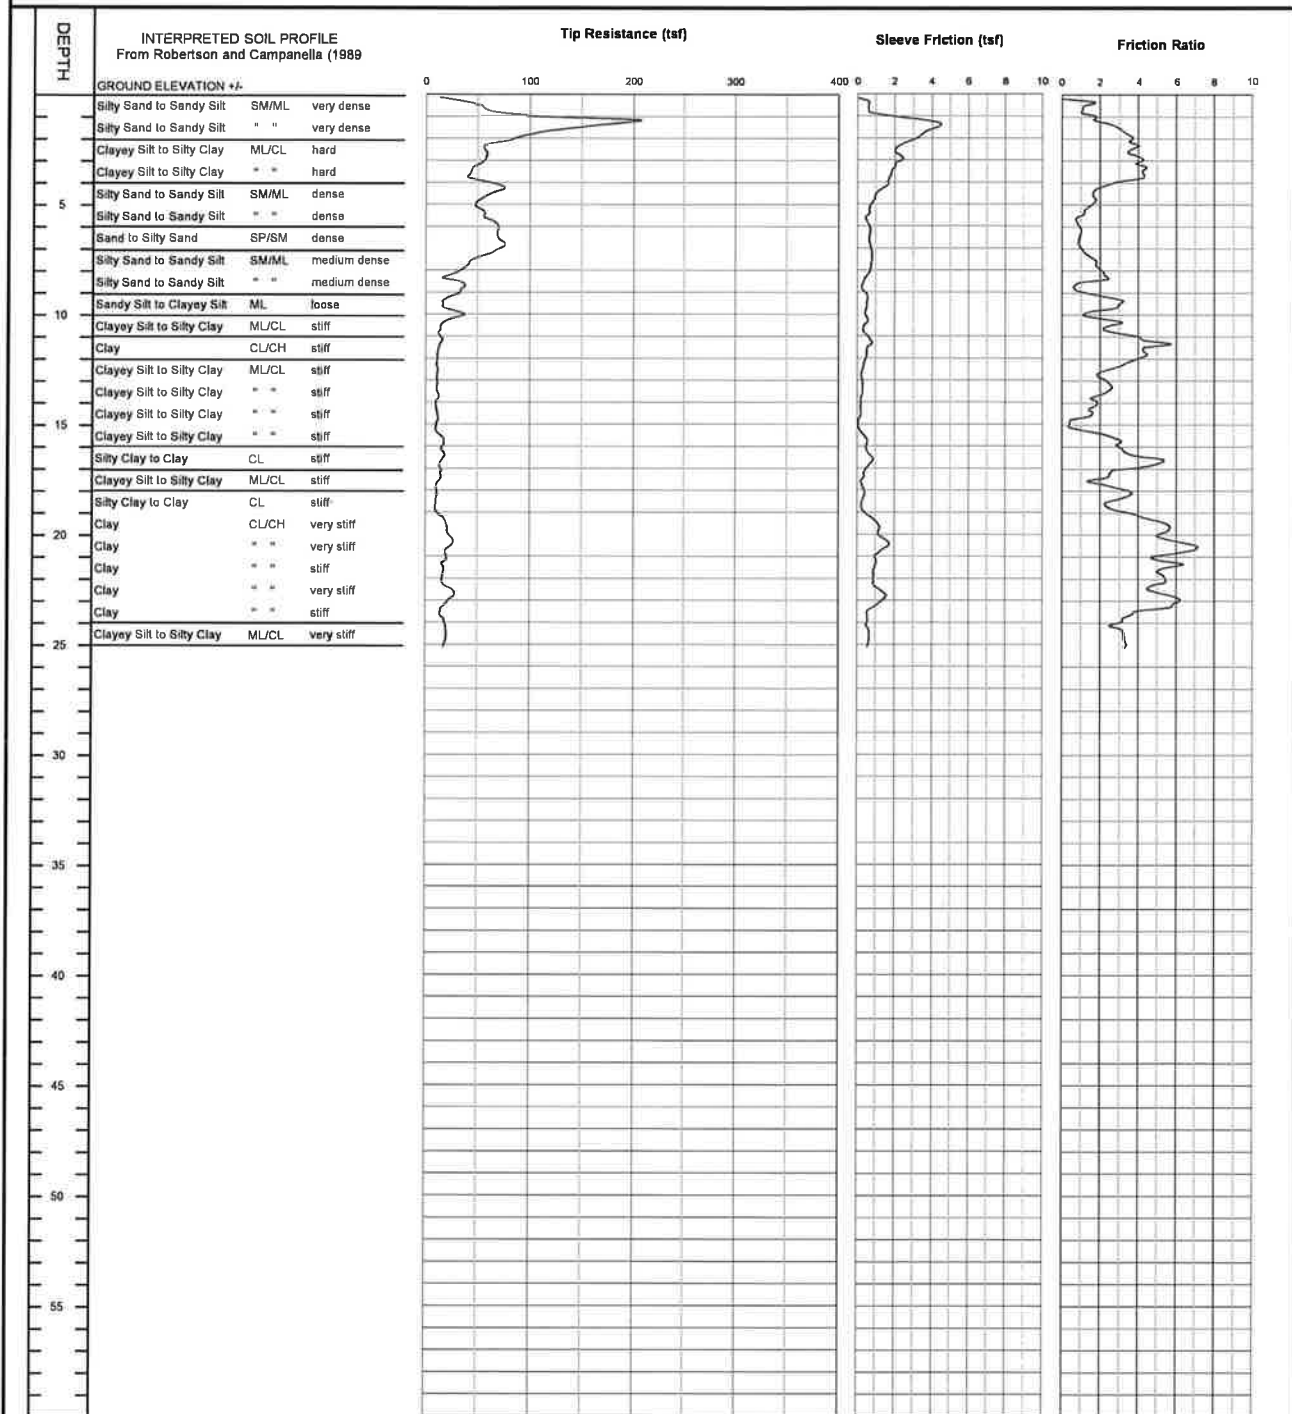 DEPTH
INTERPRETED SOIL PROFILE
From Robertson and Campanella (1989
GROUND ELEVATION +/-
Tip Resistance (tsf)
Sleeve Friction (tsf)
Friction Ratio
0 100 200 300 400
0 2 4 6 8 10
0 2 4 6 8 10
Silty Sand to Sandy Silt SM/ML very dense
Silty Sand to Sandy Silt " " very dense
Clayey Silt to Silty Clay ML/CL hard
Clayey Silt to Silty Clay " " hard
Silty Sand to Sandy Silt SM/ML dense
5 Silty Sand to Sandy Silt " " dense
Sand to Silty Sand SP/SM dense
Silty Sand to Sandy Silt SM/ML medium dense
Silty Sand to Sandy Silt " " medium dense
Sandy Silt to Clayey Silt ML loose
10 Clayey Silt to Silty Clay ML/CL stiff
Clay CL/CH stiff
Clayey Silt to Silty Clay ML/CL stiff
Clayey Silt to Silty Clay " " stiff
Clayey Silt to Silty Clay " " stiff
15 Clayey Silt to Silty Clay " " stiff
Silty Clay to Clay CL stiff
Clayey Silt to Silty Clay ML/CL stiff
Silty Clay to Clay CL stiff
Clay CL/CH very stiff
20 Clay " " very stiff
Clay " " stiff
Clay " " very stiff
Clay " " stiff
Clayey Silt to Silty Clay ML/CL very stiff
25
30
35
40
45
50
55